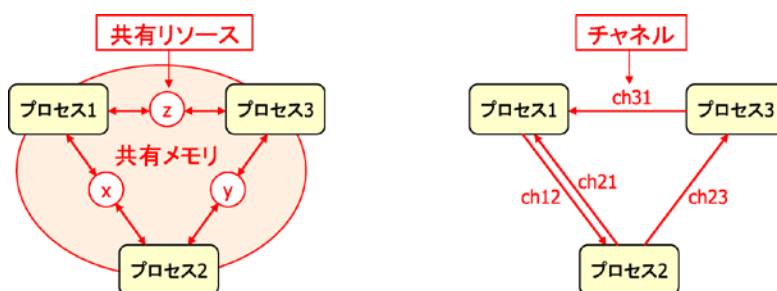 共有リソース
プロセス1
z
プロセス3
共有メモリ
x
y
プロセス2
チャネル
プロセス1
ch31
プロセス3
ch21
ch12
ch23
プロセス2